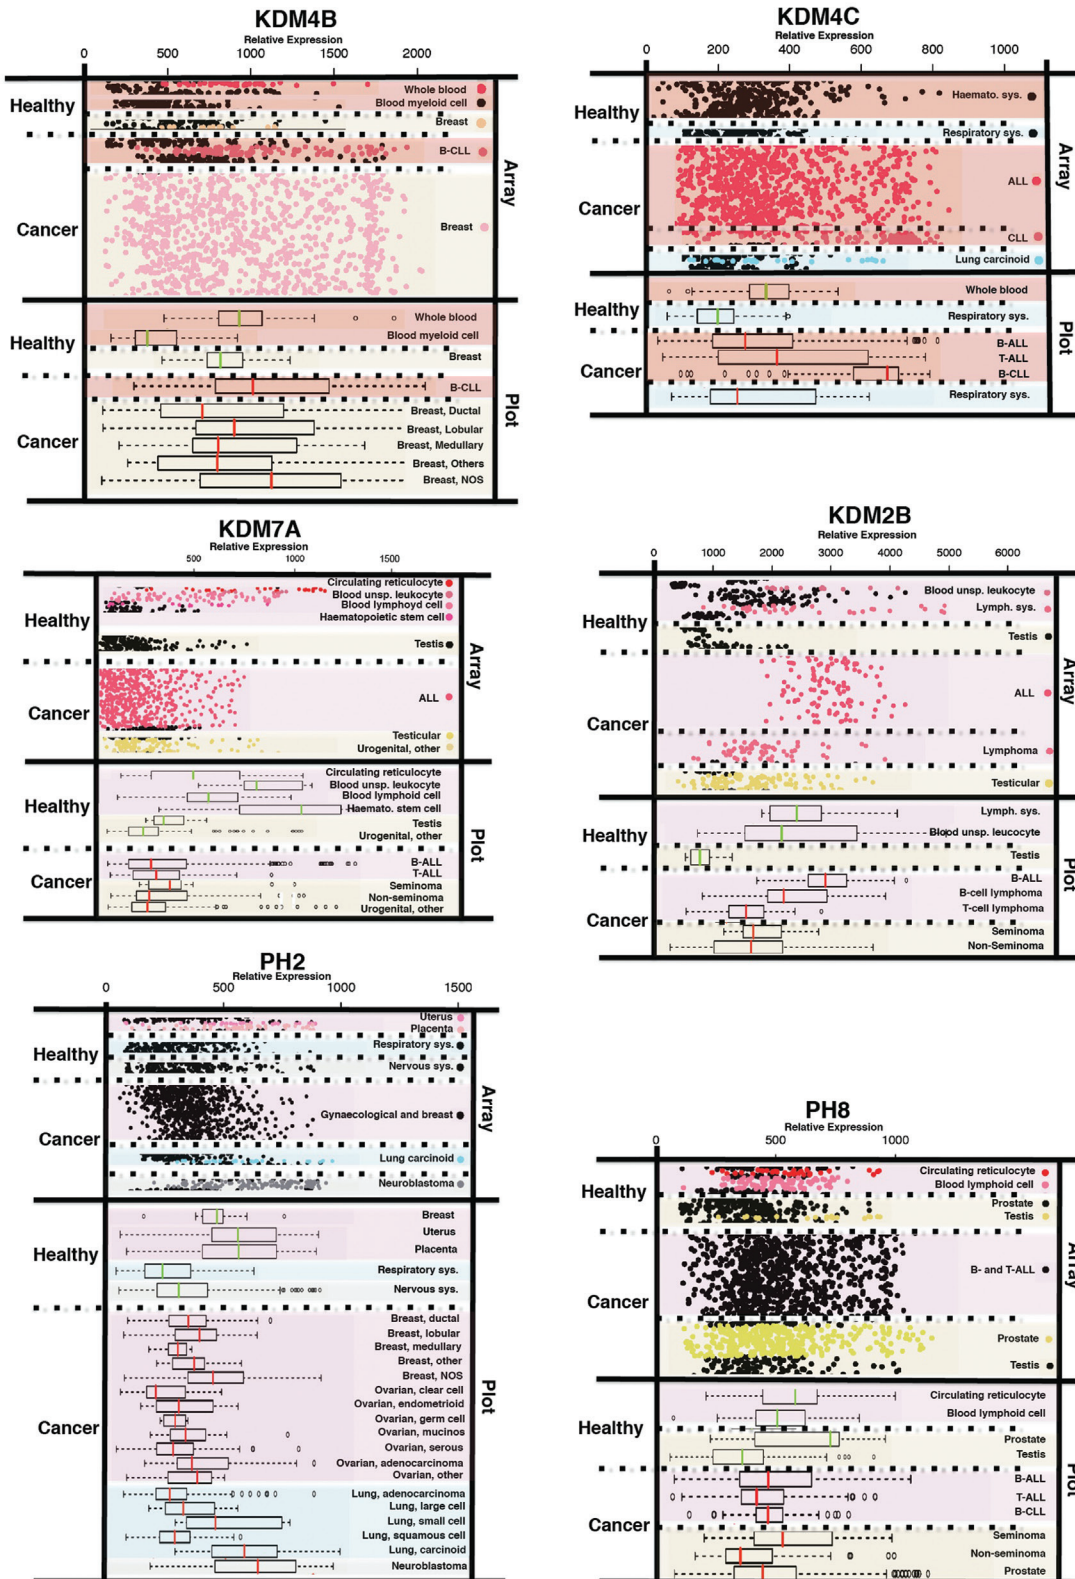 KDM4B
Relative Expression
0 500 1000 1500 2000
Healthy
Whole blood
Blood myeloid cell
Breast
B-CLL
Cancer
Breast
Array
Healthy
Whole blood
Blood myeloid cell
Breast
B-CLL
Cancer
Breast, Ductal
Breast, Lobular
Breast, Medullary
Breast, Others
Breast, NOS
Plot
KDM4C
Relative Expression
0 200 400 600 800 1000
Healthy
Haemato. sys.
Respiratory sys.
Cancer
ALL
CLL
Lung carcinoid
Array
Healthy
Whole blood
Respiratory sys.
Cancer
B-ALL
T-ALL
B-CLL
Respiratory sys.
Plot
KDM7A
Relative Expression
500 1000 1500
Healthy
Circulating reticulocyte
Blood unsp. leukocyte
Blood lymphoyd cell
Haematopoietic stem cell
Testis
Cancer
ALL
Testicular
Urogenital, other
Array
Healthy
Circulating reticulocyte
Blood unsp. leukocyte
Blood lymphoid cell
Haemato. stem cell
Testis
Urogenital, other
Cancer
B-ALL
T-ALL
Seminoma
Non-seminoma
Urogenital, other
Plot
KDM2B
Relative Expression
0 1000 2000 3000 4000 5000 6000
Healthy
Blood unsp. leukocyte
Lymph. sys.
Testis
Cancer
ALL
Lymphoma
Testicular
Array
Healthy
Lymph. sys.
Blood unsp. leucocyte
Testis
Cancer
B-ALL
B-cell lymphoma
T-cell lymphoma
Seminoma
Non-Seminoma
Plot
PH2
Relative Expression
0 500 1000 1500
Healthy
Uterus
Placenta
Respiratory sys.
Nervous sys.
Cancer
Gynaecological and breast
Lung carcinoid
Neuroblastoma
Array
Healthy
Breast
Uterus
Placenta
Respiratory sys.
Nervous sys.
Cancer
Breast, ductal
Breast, lobular
Breast, medullary
Breast, other
Breast, NOS
Ovarian, clear cell
Ovarian, endometrioid
Ovarian, germ cell
Ovarian, mucinos
Ovarian, serous
Ovarian, adenocarcinoma
Ovarian, other
Lung, adenocarcinoma
Lung, large cell
Lung, small cell
Lung, squamous cell
Lung, carcinoid
Neuroblastoma
Plot
PH8
Relative Expression
0 500 1000
Healthy
Circulating reticulocyte
Blood lymphoid cell
Prostate
Testis
Cancer
B- and T-ALL
Prostate
Testis
Array
Healthy
Circulating reticulocyte
Blood lymphoid cell
Prostate
Testis
Cancer
B-ALL
T-ALL
B-CLL
Seminoma
Non-seminoma
Prostate
Plot